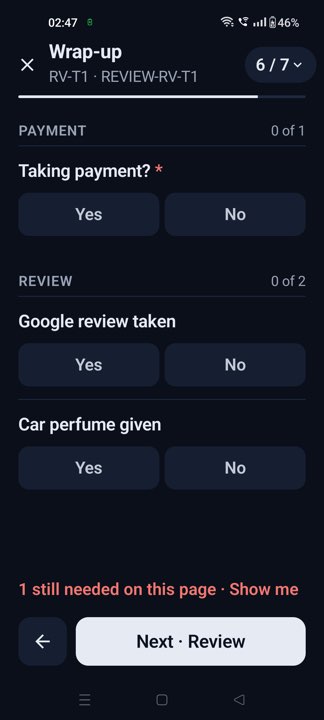 02:47 46%
Wrap-up
RV-T1 · REVIEW-RV-T1
6 / 7
PAYMENT 0 of 1
Taking payment? *
Yes No
REVIEW 0 of 2
Google review taken
Yes No
Car perfume given
Yes No
1 still needed on this page · Show me
Next · Review